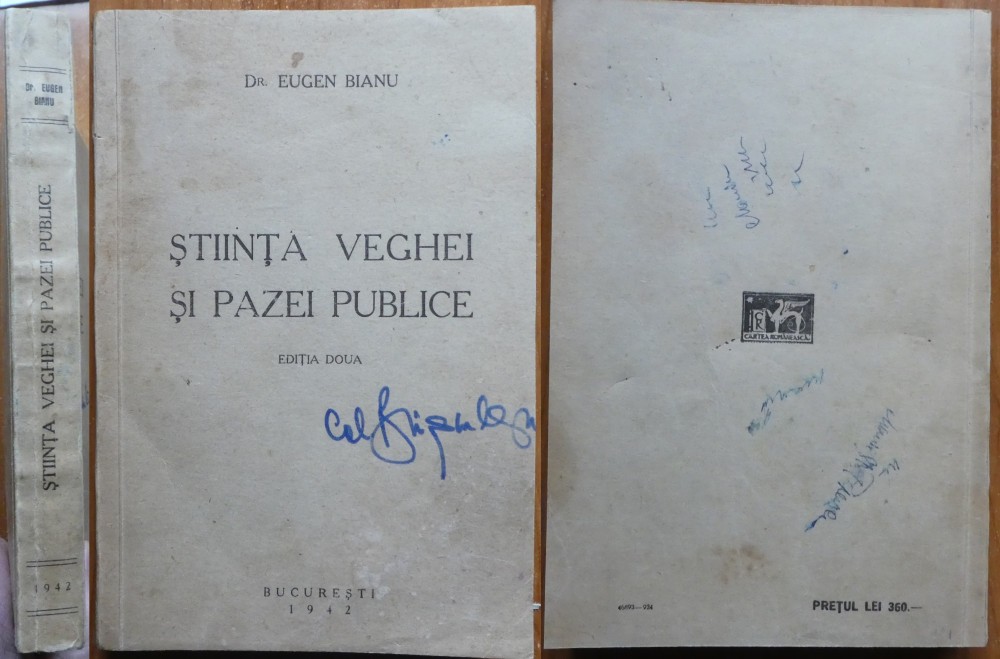 Dr. EUGEN
BIANU
ȘTIINȚA VEGHEI ȘI PAZEI PUBLICE
1942
DR. EUGEN BIANU
ȘTIINȚA VEGHEI
ȘI PAZEI PUBLICE
EDIȚIA DOUA
BUCUREȘTI
1942
CR
CARTEA ROMÂNEASCĂ
PREȚUL LEI 360.—